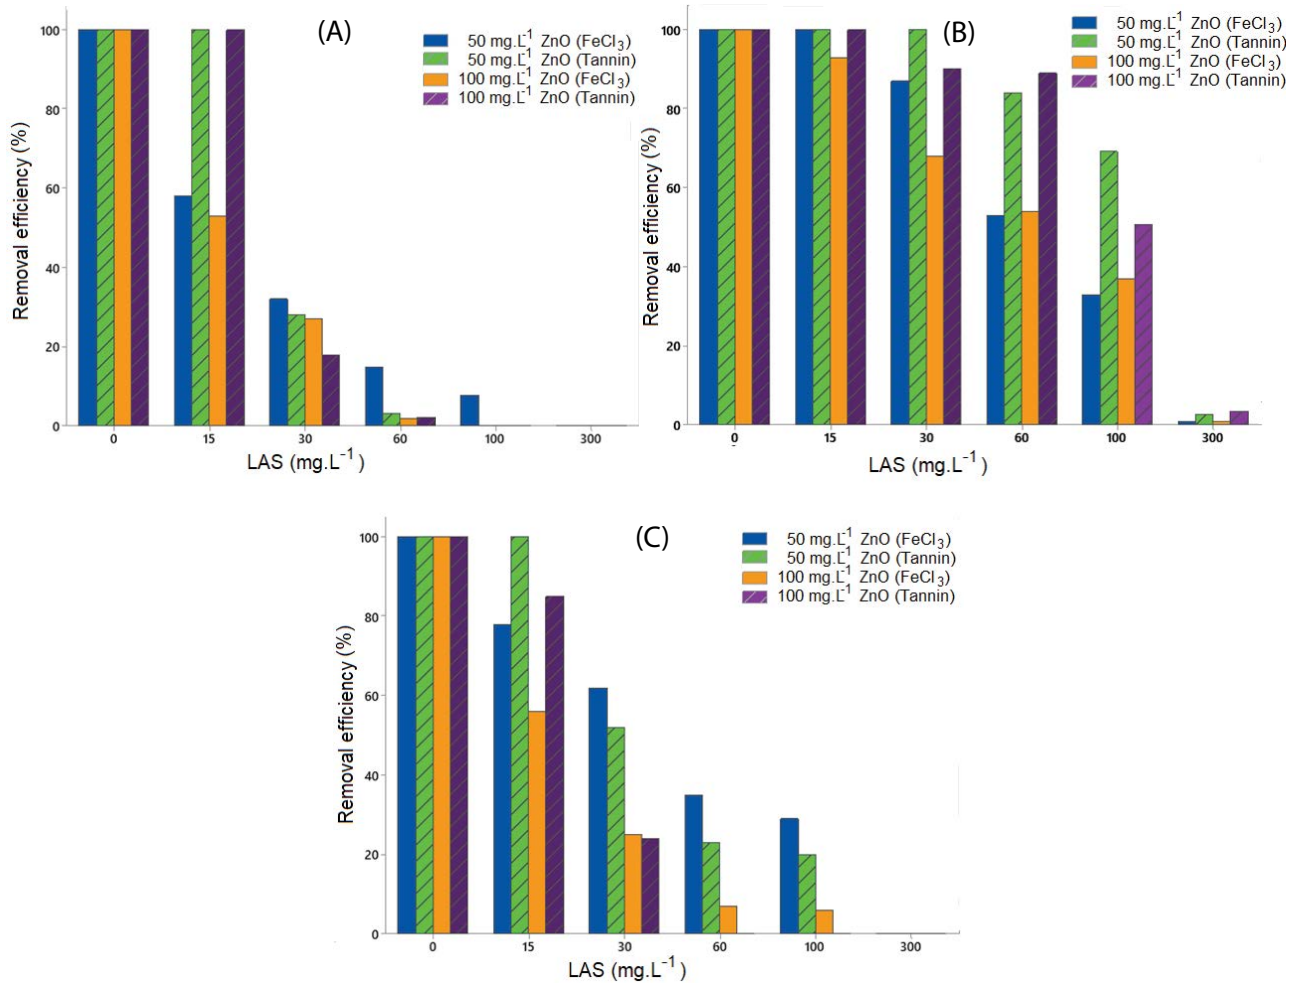 (A)
50 mg.L⁻¹ ZnO (FeCl₃)
50 mg.L⁻¹ ZnO (Tannin)
100 mg.L⁻¹ ZnO (FeCl₃)
100 mg.L⁻¹ ZnO (Tannin)
Removal efficiency (%)
100
80
60
40
20
0
0 15 30 60 100 300
LAS (mg.L⁻¹)
(B)
50 mg.L⁻¹ ZnO (FeCl₃)
50 mg.L⁻¹ ZnO (Tannin)
100 mg.L⁻¹ ZnO (FeCl₃)
100 mg.L⁻¹ ZnO (Tannin)
Removal efficiency (%)
100
80
60
40
20
0
0 15 30 60 100 300
LAS (mg.L⁻¹)
(C)
50 mg.L⁻¹ ZnO (FeCl₃)
50 mg.L⁻¹ ZnO (Tannin)
100 mg.L⁻¹ ZnO (FeCl₃)
100 mg.L⁻¹ ZnO (Tannin)
Removal efficiency (%)
100
80
60
40
20
0
0 15 30 60 100 300
LAS (mg.L⁻¹)